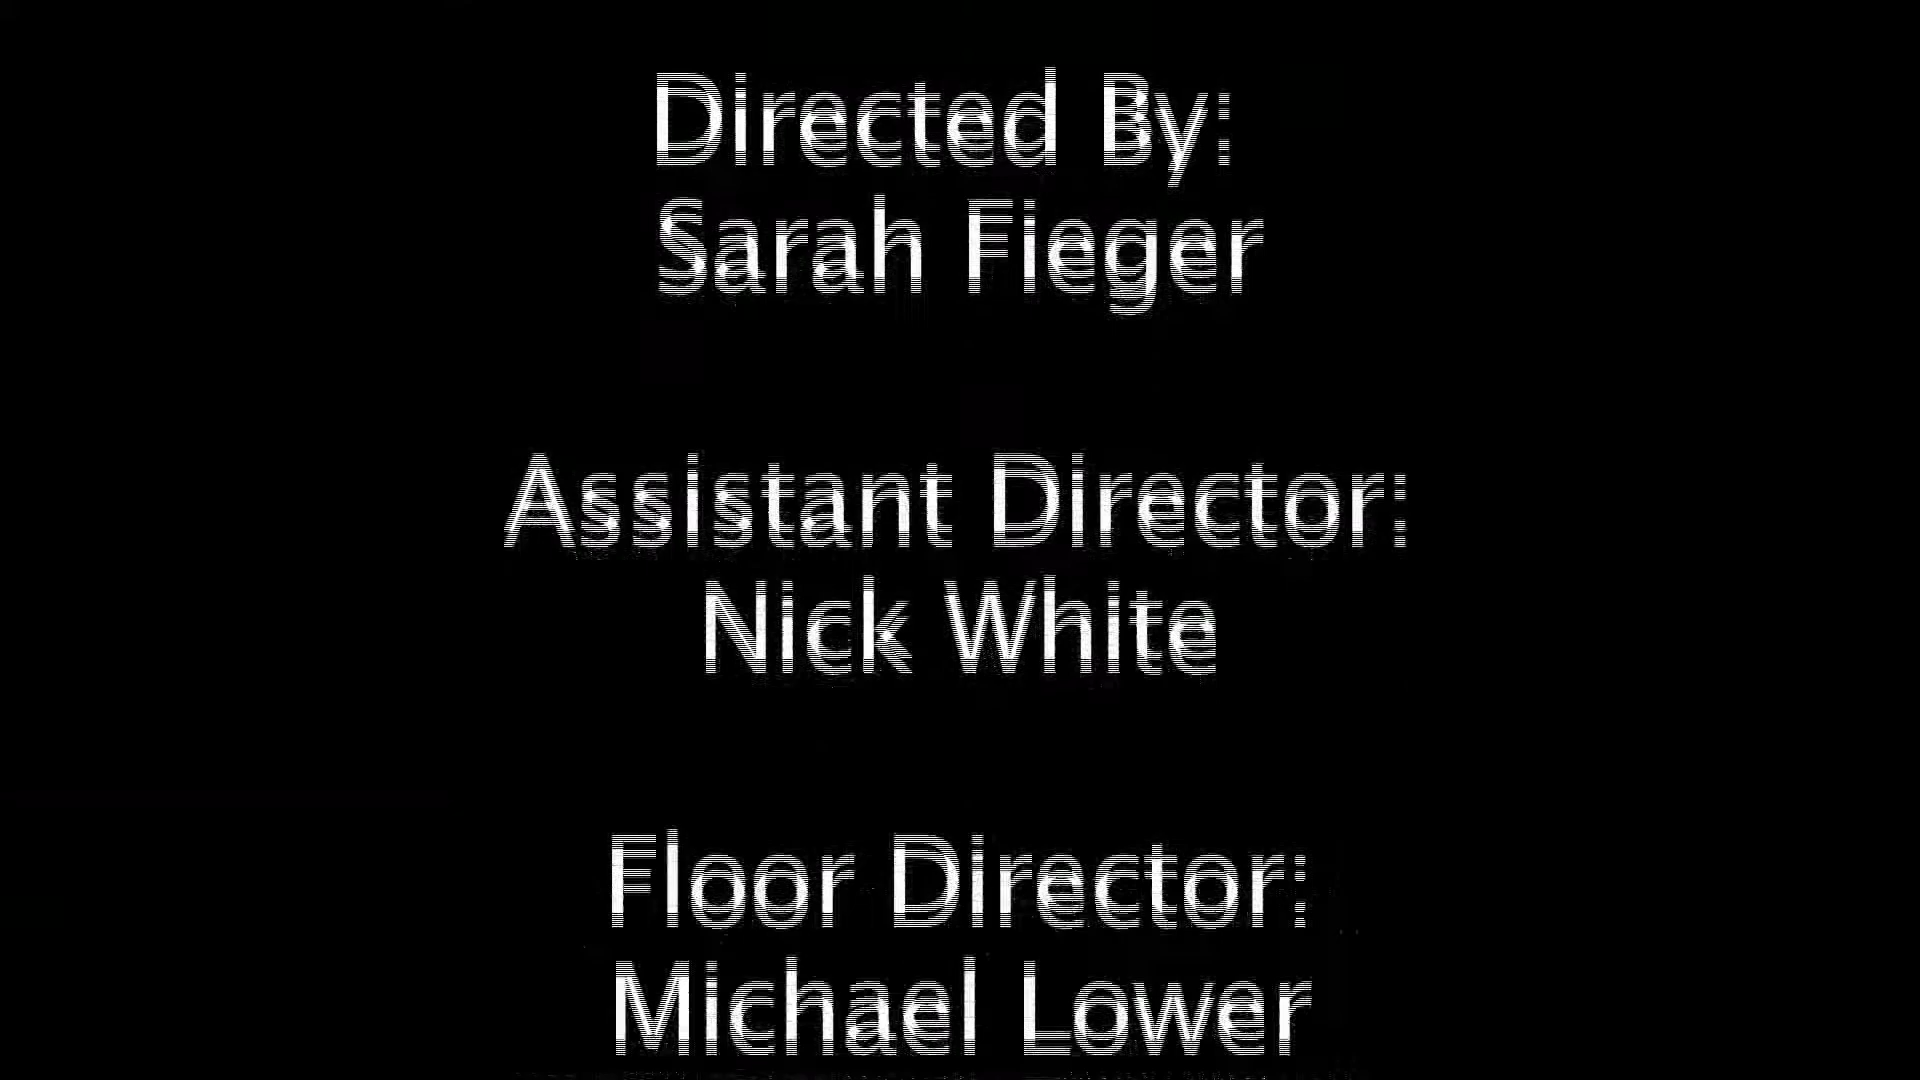 Directed By:
Sarah Fieger
Assistant Director:
Nick White
Floor Director:
Michael Lower